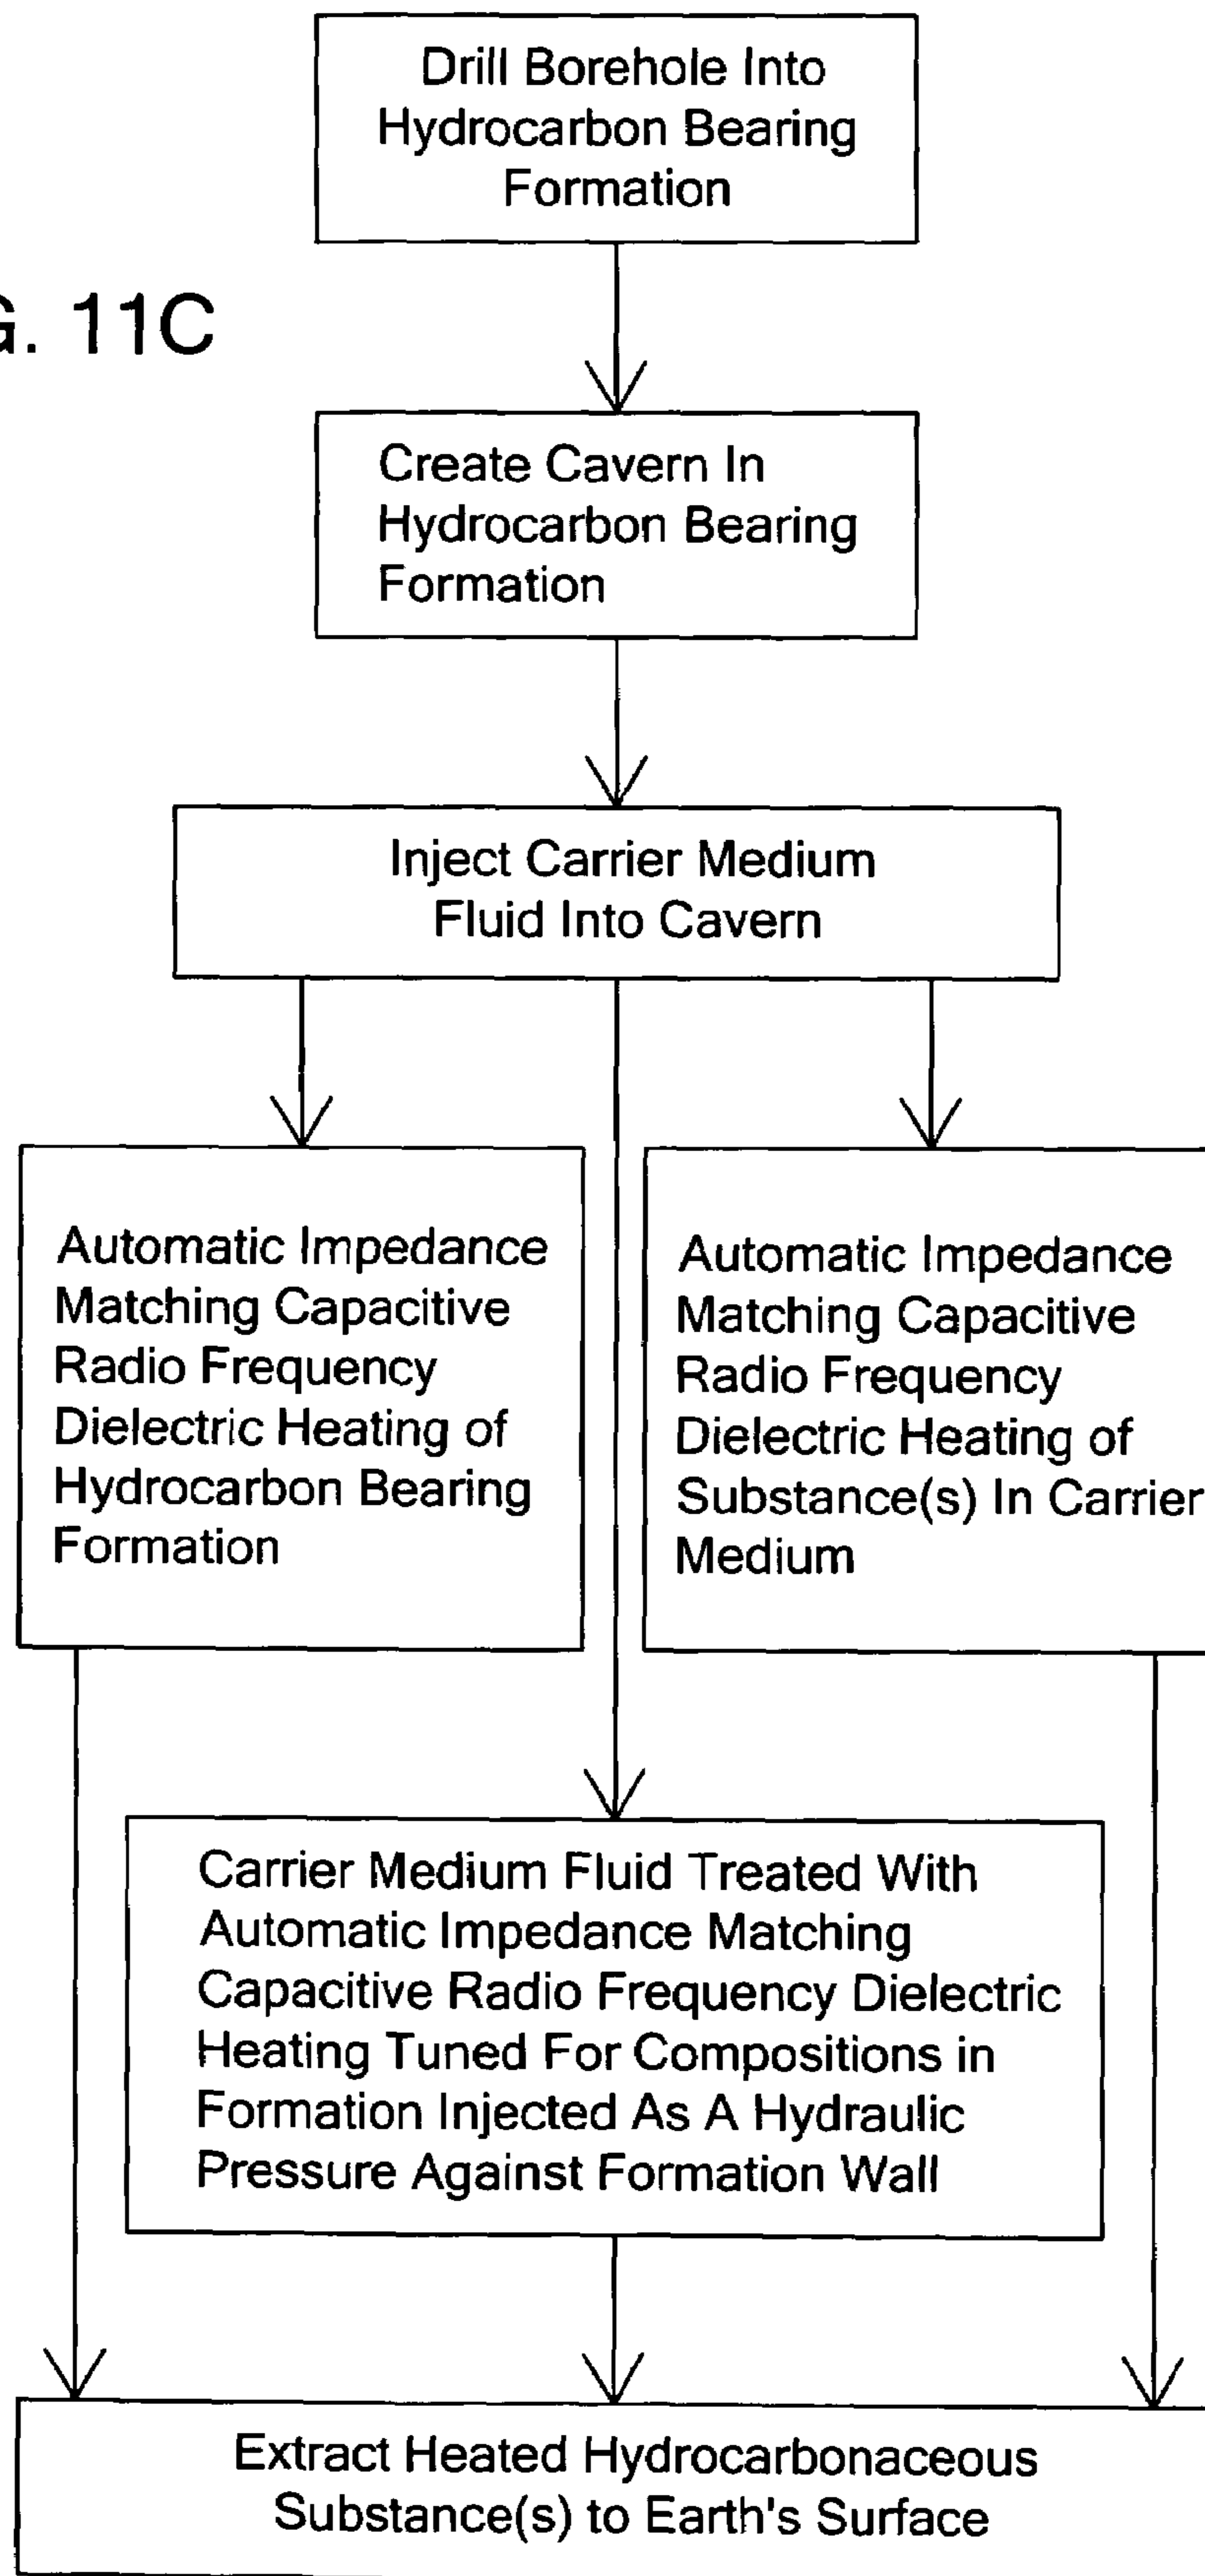 Drill Borehole Into
Hydrocarbon Bearing
Formation
G. 11C
Create Cavern In
Hydrocarbon Bearing
Formation
Inject Carrier Medium
Fluid Into Cavern
Automatic Impedance
Matching Capacitive
Radio Frequency
Dielectric Heating of
Hydrocarbon Bearing
Formation
Automatic Impedance
Matching Capacitive
Radio Frequency
Dielectric Heating of
Substance(s) In Carrier
Medium
Carrier Medium Fluid Treated With
Automatic Impedance Matching
Capacitive Radio Frequency Dielectric
Heating Tuned For Compositions in
Formation Injected As A Hydraulic
Pressure Against Formation Wall
Extract Heated Hydrocarbonaceous
Substance(s) to Earth's Surface